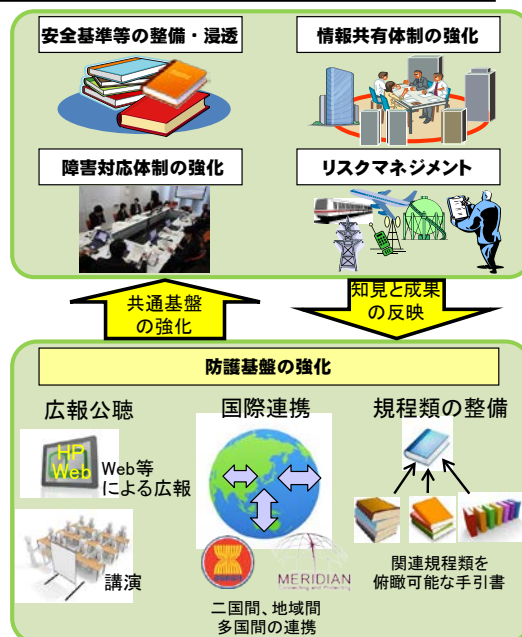 安全基準等の整備・浸透
情報共有体制の強化
障害対応体制の強化
リスクマネジメント
共通基盤
の強化
知見と成果
の反映
防護基盤の強化
広報公聴
HP
Web
Web等
による広報
講演
国際連携
MERIDIAN
二国間、地域間
多国間の連携
規程類の整備
関連規程類を
俯瞰可能な手引書